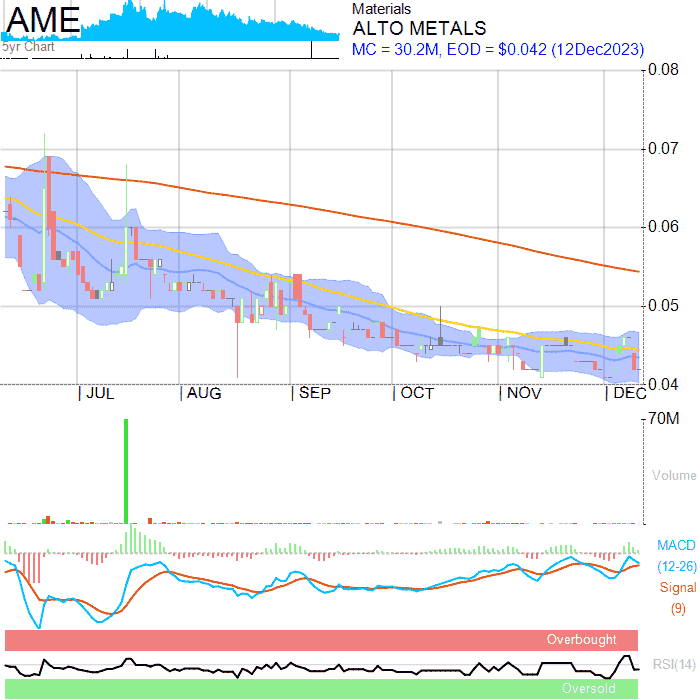 AME
5yr Chart
Materials
ALTO METALS
MC = 30.2M, EOD = $0.042 (12Dec2023)
0.08
0.07
0.06
0.05
0.04
JUL AUG SEP OCT NOV DEC
70M
Volume
MACD
(12-26)
Signal
(9)
Overbought
RSI(14)
Oversold